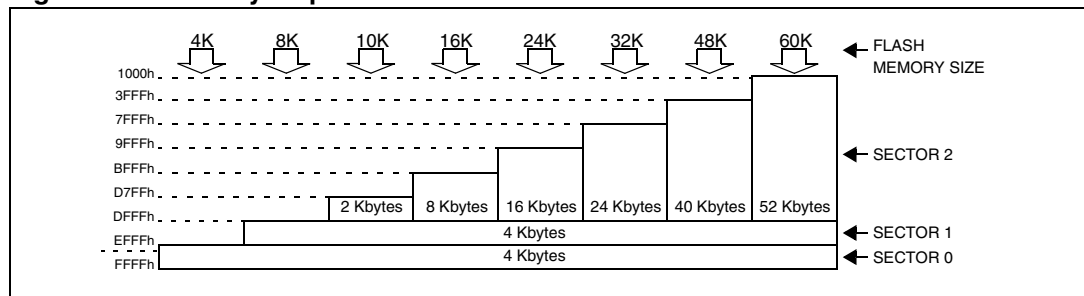 4K 8K 10K 16K 24K 32K 48K 60K
FLASH
MEMORY SIZE
1000h
3FFFh
7FFFh
9FFFh
SECTOR 2
BFFFh
D7FFh
2 Kbytes 8 Kbytes 16 Kbytes 24 Kbytes 40 Kbytes 52 Kbytes
DFFFh
4 Kbytes
SECTOR 1
EFFFh
4 Kbytes
SECTOR 0
FFFFh